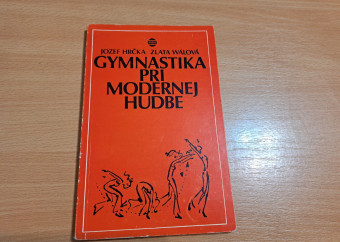 JOZEF HRČKA ZLATA WALOVÁ
GYMNASTIKA
PRI
MODERNEJ
HUDBE